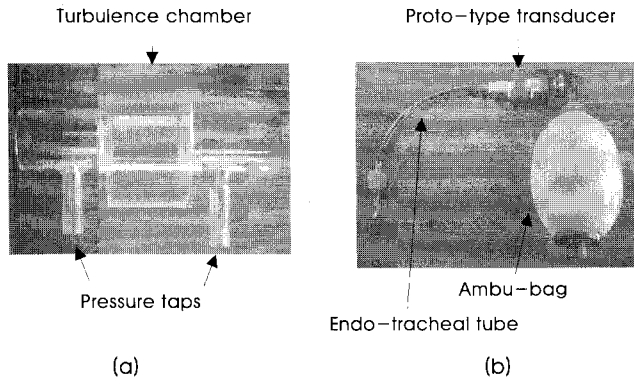 Turbulence chamber
Proto-type transducer
Pressure taps
Ambu-bag
Endo-tracheal tube
(a)
(b)